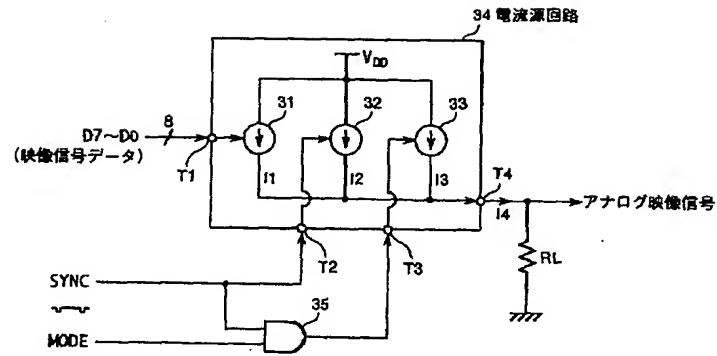 34 電流源回路
VDD
31
32
33
8
D7～D0
(映像信号データ)
T1
I1
I2
I3
T4
I4
アナログ映像信号
T2
T3
RL
SYNC
35
MODE